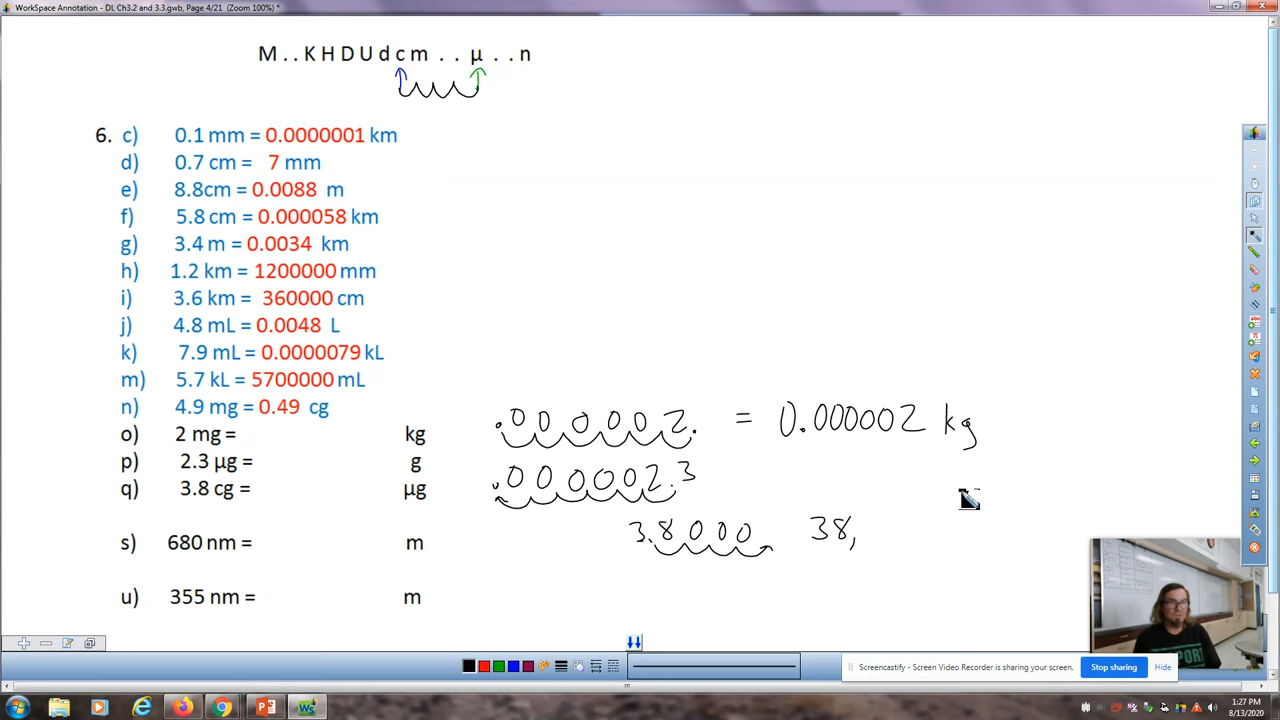 WorkSpace Annotation - DL Ch3.2 and 3.3.gwb, Page 4/21 (Zoom 100%) *
M . . K H D U d c m . . µ . . n
6. c) 0.1 mm = 0.0000001 km
d) 0.7 cm = 7 mm
e) 8.8cm = 0.0088 m
f) 5.8 cm = 0.000058 km
g) 3.4 m = 0.0034 km
h) 1.2 km = 1200000 mm
i) 3.6 km = 360000 cm
j) 4.8 mL = 0.0048 L
k) 7.9 mL = 0.0000079 kL
m) 5.7 kL = 5700000 mL
n) 4.9 mg = 0.49 cg
o) 2 mg = kg .000002. = 0.000002 kg
p) 2.3 µg = g .000002.3
q) 3.8 cg = µg
3.8000 38,
s) 680 nm = m
u) 355 nm = m
Screencastify - Screen Video Recorder is sharing your screen. Stop sharing Hide
1:27 PM
8/13/2020